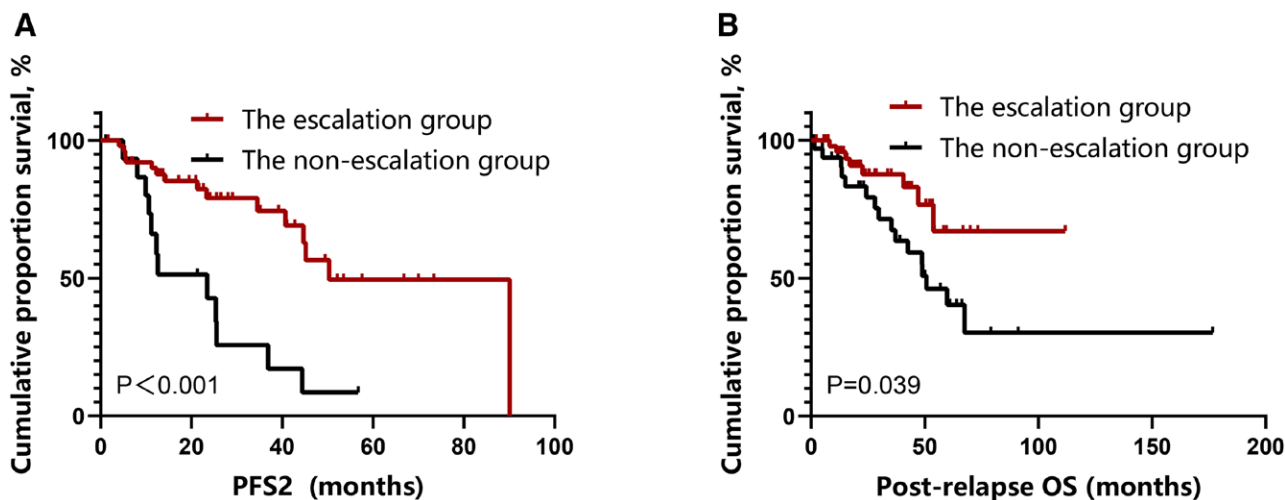 A
Cumulative proportion survial, %
100
50
0
The escalation group
The non-escalation group
P<0.001
0 20 40 60 80 100
PFS2 (months)
B
Cumulative proportion survial, %
100
50
0
The escalation group
The non-escalation group
P=0.039
0 50 100 150 200
Post-relapse OS (months)